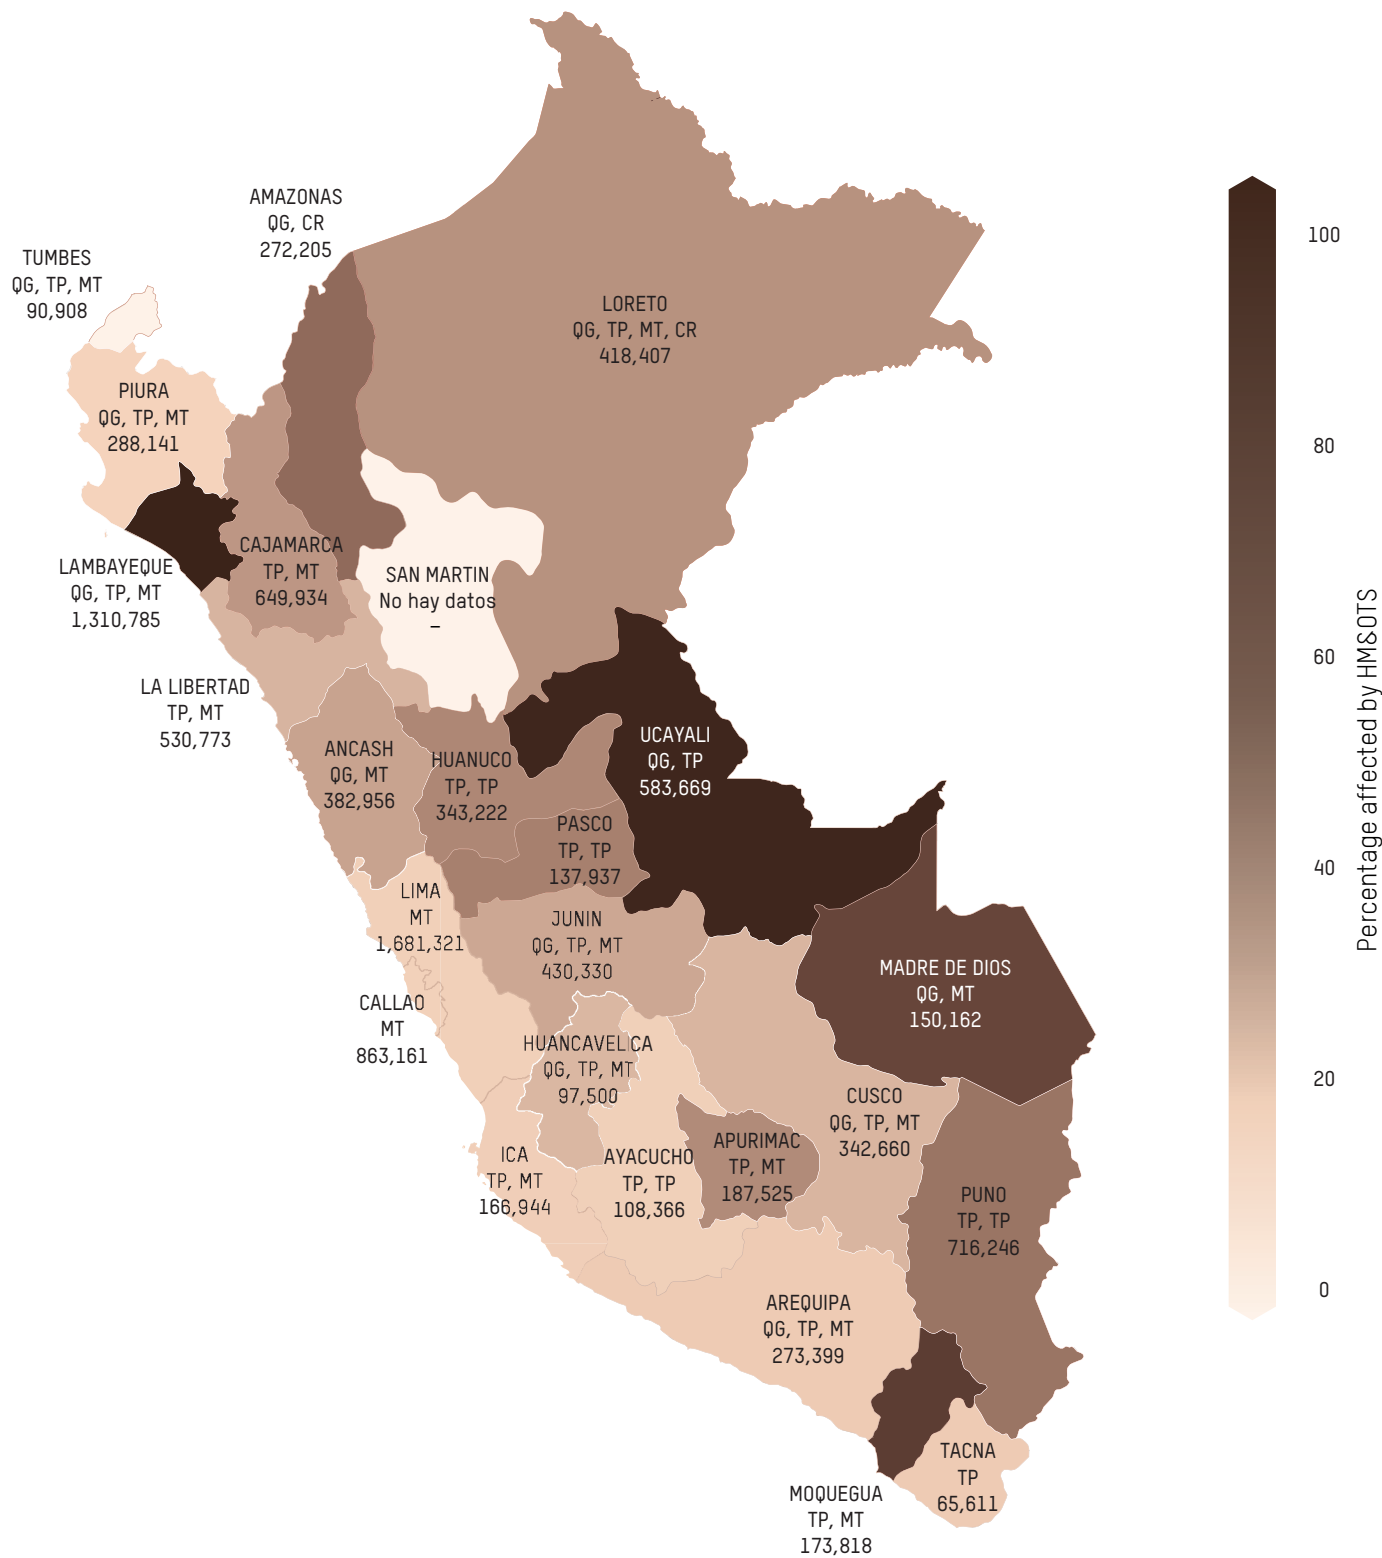 AMAZONAS
QG, CR
272,205
TUMBES
QG, TP, MT
90,908
LORETO
QG, TP, MT, CR
418,407
PIURA
QG, TP, MT
288,141
CAJAMARCA
TP, MT
649,934
LAMBAYEQUE
QG, TP, MT
1,310,785
SAN MARTIN
No hay datos
–
LA LIBERTAD
TP, MT
530,773
ANCASH
QG, MT
382,956
HUANUCO
TP, TP
343,222
UCAYALI
QG, TP
583,669
PASCO
TP, TP
137,937
LIMA
MT
1,681,321
JUNIN
QG, TP, MT
430,330
MADRE DE DIOS
QG, MT
150,162
CALLAO
MT
863,161
HUANCAVELICA
QG, TP, MT
97,500
CUSCO
QG, TP, MT
342,660
ICA
TP, MT
166,944
AYACUCHO
TP, TP
108,366
APURIMAC
TP, MT
187,525
PUNO
TP, TP
716,246
AREQUIPA
QG, TP, MT
273,399
TACNA
TP
65,611
MOQUEGUA
TP, MT
173,818
100
80
60
40
20
0
Percentage affected by HM&OTS